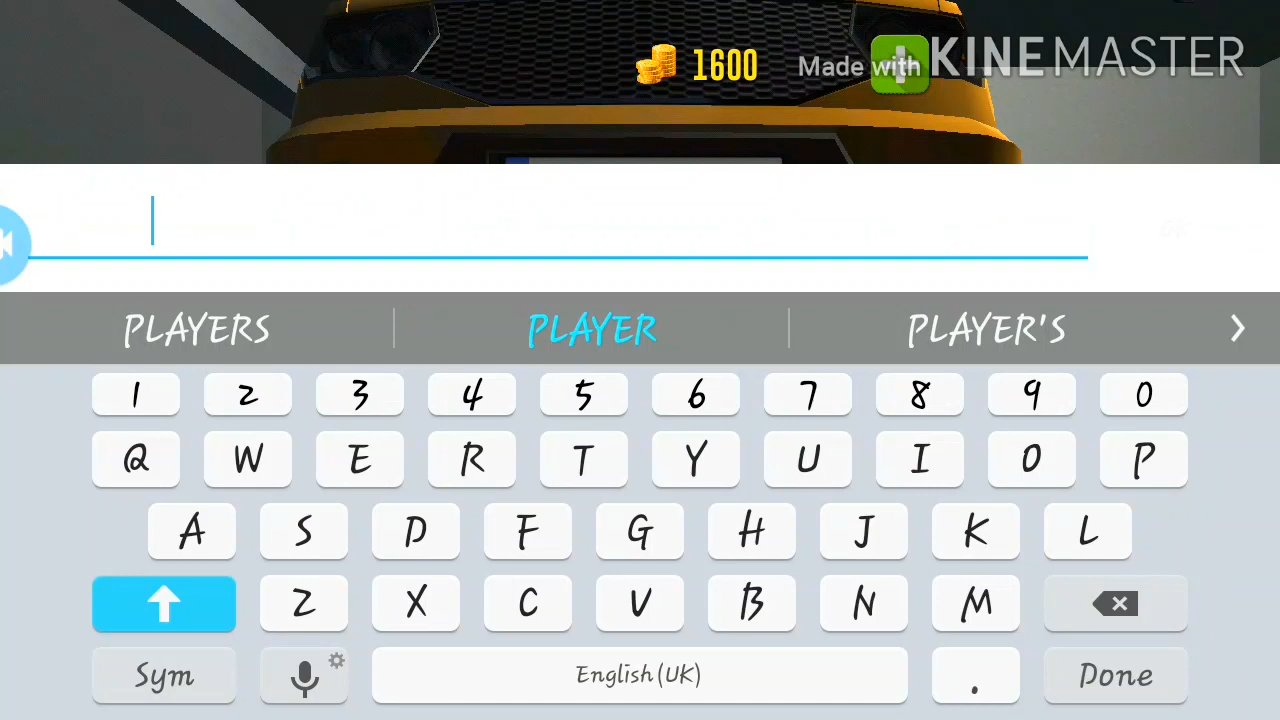 1600
Made with KINEMASTER
PLAYERS PLAYER PLAYER'S
1 2 3 4 5 6 7 8 9 0
Q W E R T Y U I O P
A S D F G H J K L
Z X C V B N M
Sym English(UK) . Done